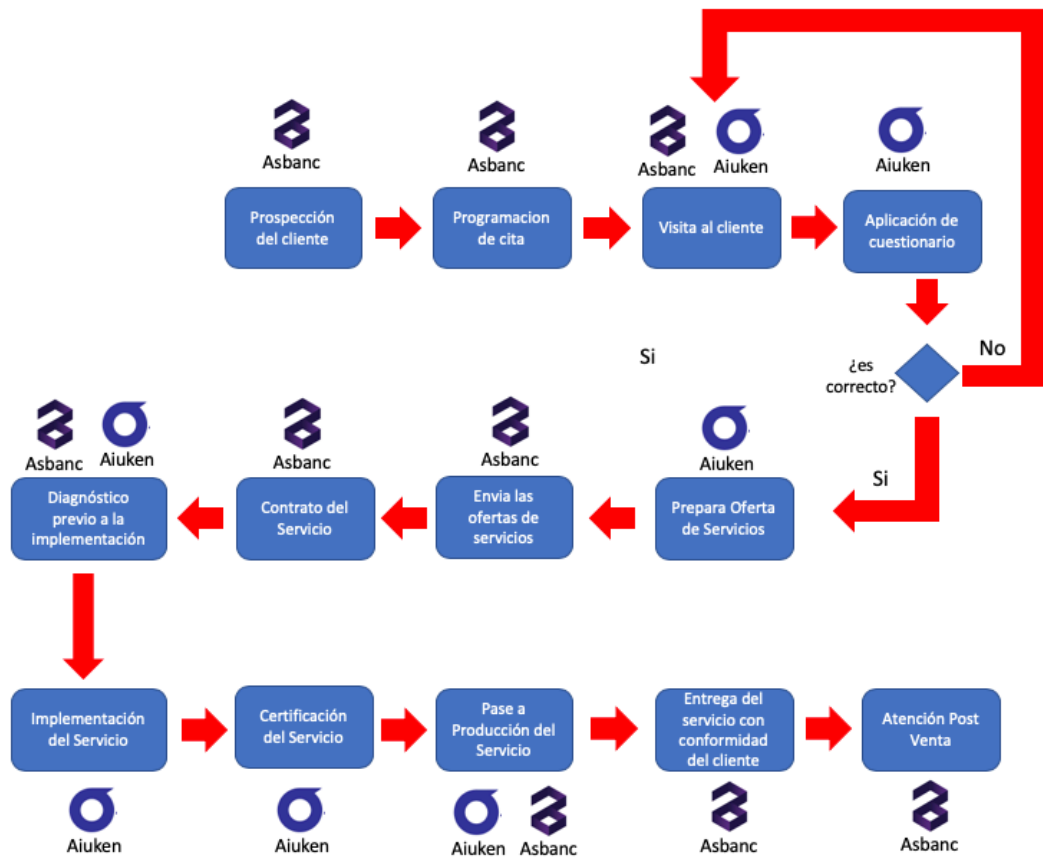 Asbanc
Asbanc
Asbanc
Aiuken
Aiuken
Prospección
del cliente
Programacion
de cita
Visita al cliente
Aplicación de
cuestionario
Si
¿es
correcto?
No
Si
Asbanc
Aiuken
Asbanc
Asbanc
Aiuken
Diagnóstico
previo a la
implementación
Contrato del
Servicio
Envia las
ofertas de
servicios
Prepara Oferta
de Servicios
Implementación
del Servicio
Certificación
del Servicio
Pase a
Producción del
Servicio
Entrega del
servicio con
conformidad
del cliente
Atención Post
Venta
Aiuken
Aiuken
Aiuken
Asbanc
Asbanc
Asbanc